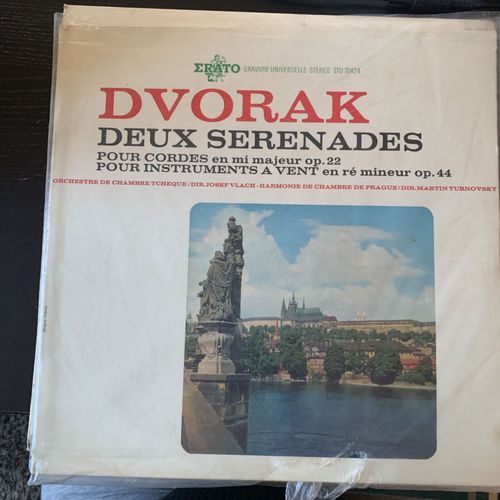 ERATO GRAVURE UNIVERSELLE-STEREO STU 70424
DVORAK
DEUX SERENADES
POUR CORDES en mi majeur op. 22
POUR INSTRUMENTS A VENT en ré mineur op. 44
ORCHESTRE DE CHAMBRE TCHEQUE/DIR. JOSEF VLACH-HARMONIE DE CHAMBRE DE PRAGUE/DIR. MARTIN TURNOVSKY